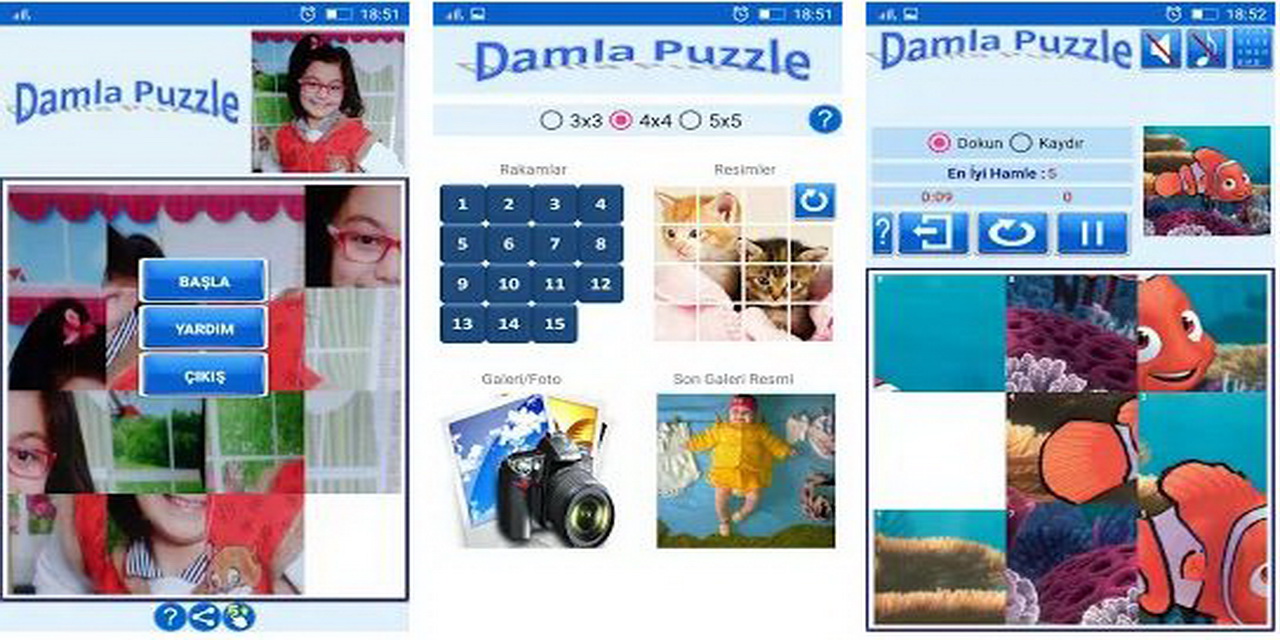 18:51
Damla Puzzle
BAŞLA
YARDIM
ÇIKIŞ
?
18:51
Damla Puzzle
3x3 4x4 5x5 ?
Rakamlar
1 2 3 4
5 6 7 8
9 10 11 12
13 14 15
Resimler
Galeri/Foto
Son Galeri Resmi
18:52
Damla Puzzle
Dokun Kaydır
En İyi Hamle : 5
0:09 0
?